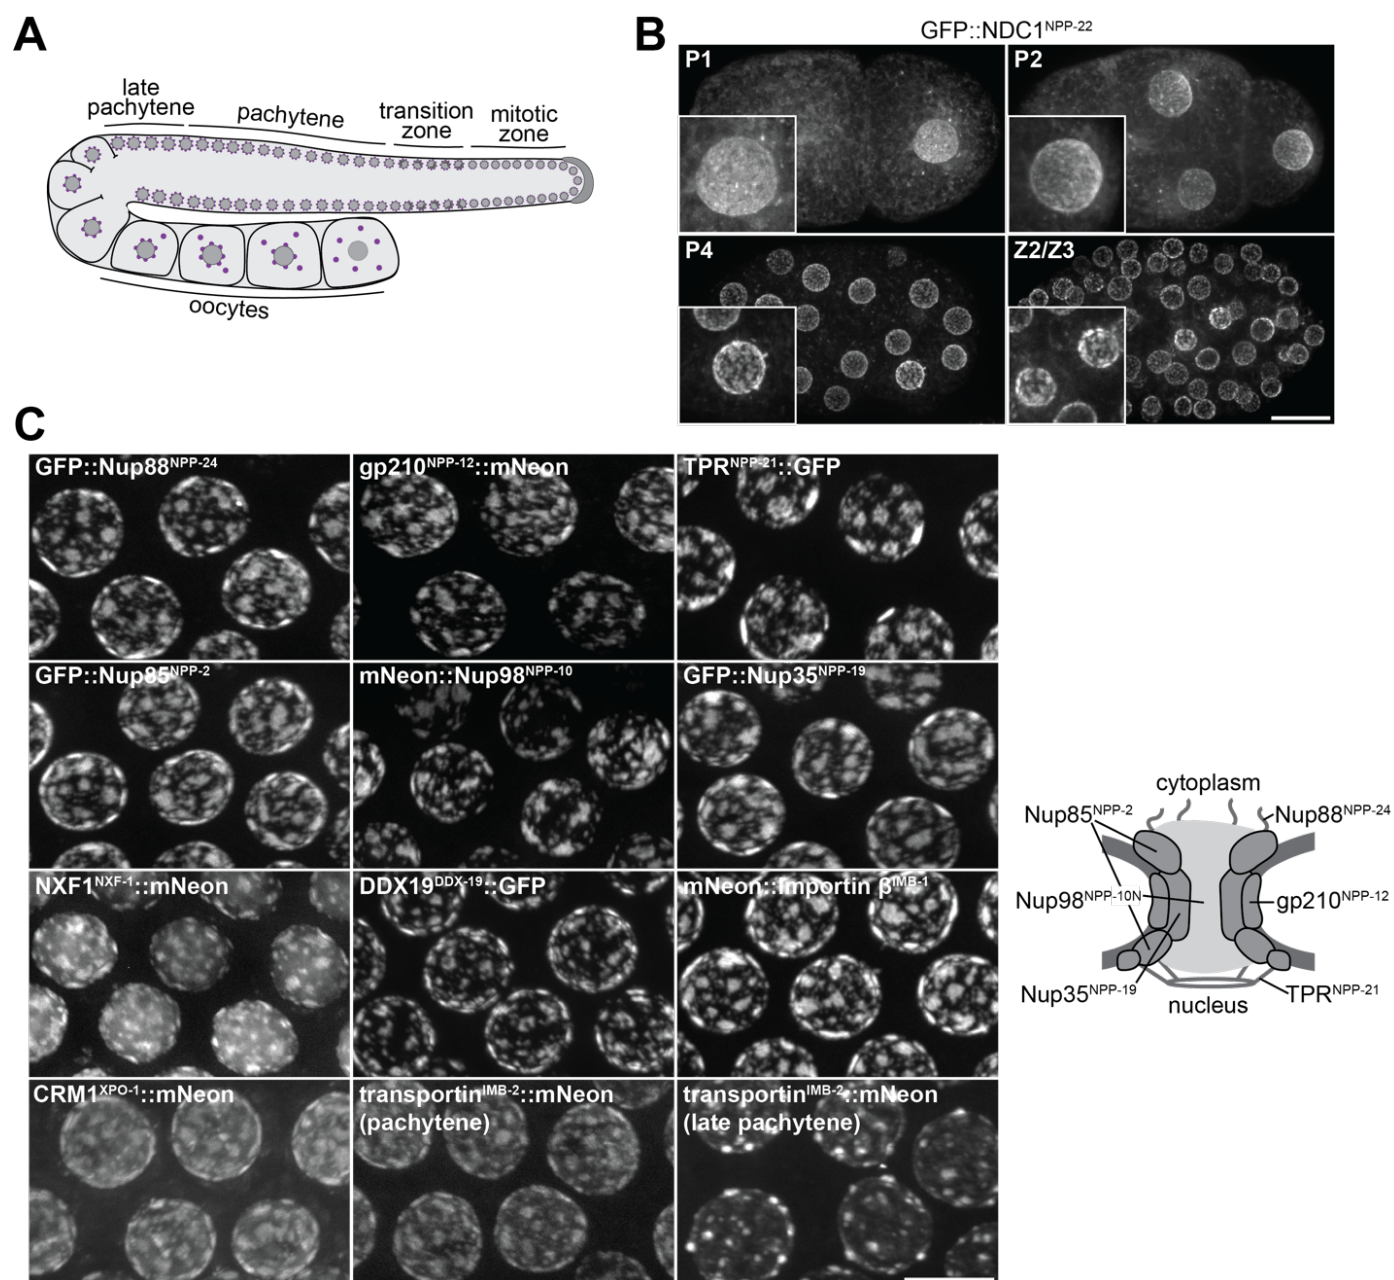 A
late
pachytene
pachytene
transition
zone
mitotic
zone
oocytes
B
GFP::NDC1NPP-22
P1
P2
P4
Z2/Z3
C
GFP::Nup88NPP-24
gp210NPP-12::mNeon
TPRNPP-21::GFP
GFP::Nup85NPP-2
mNeon::Nup98NPP-10
GFP::Nup35NPP-19
NXF1NXF-1::mNeon
DDX19DDX-19::GFP
mNeon::importin βIMB-1
CRM1XPO-1::mNeon
transportinIMB-2::mNeon
(pachytene)
transportinIMB-2::mNeon
(late pachytene)
cytoplasm
Nup85NPP-2
Nup88NPP-24
Nup98NPP-10N
gp210NPP-12
Nup35NPP-19
TPRNPP-21
nucleus